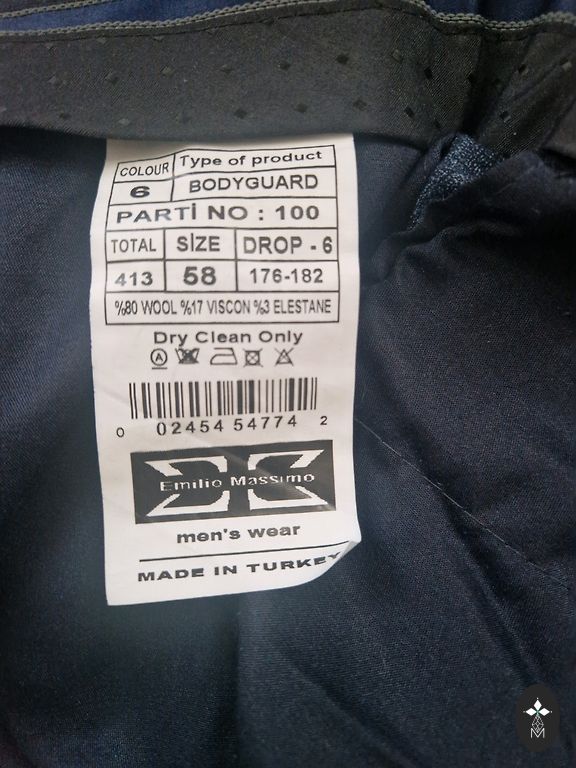 COLOUR Type of product
6 BODYGUARD
PARTİ NO : 100
TOTAL SİZE DROP - 6
413 58 176-182
%80 WOOL %17 VISCON %3 ELESTANE
Dry Clean Only
A
0 02454 54774 2
Emilio Massimo
men's wear
MADE IN TURKEY
M